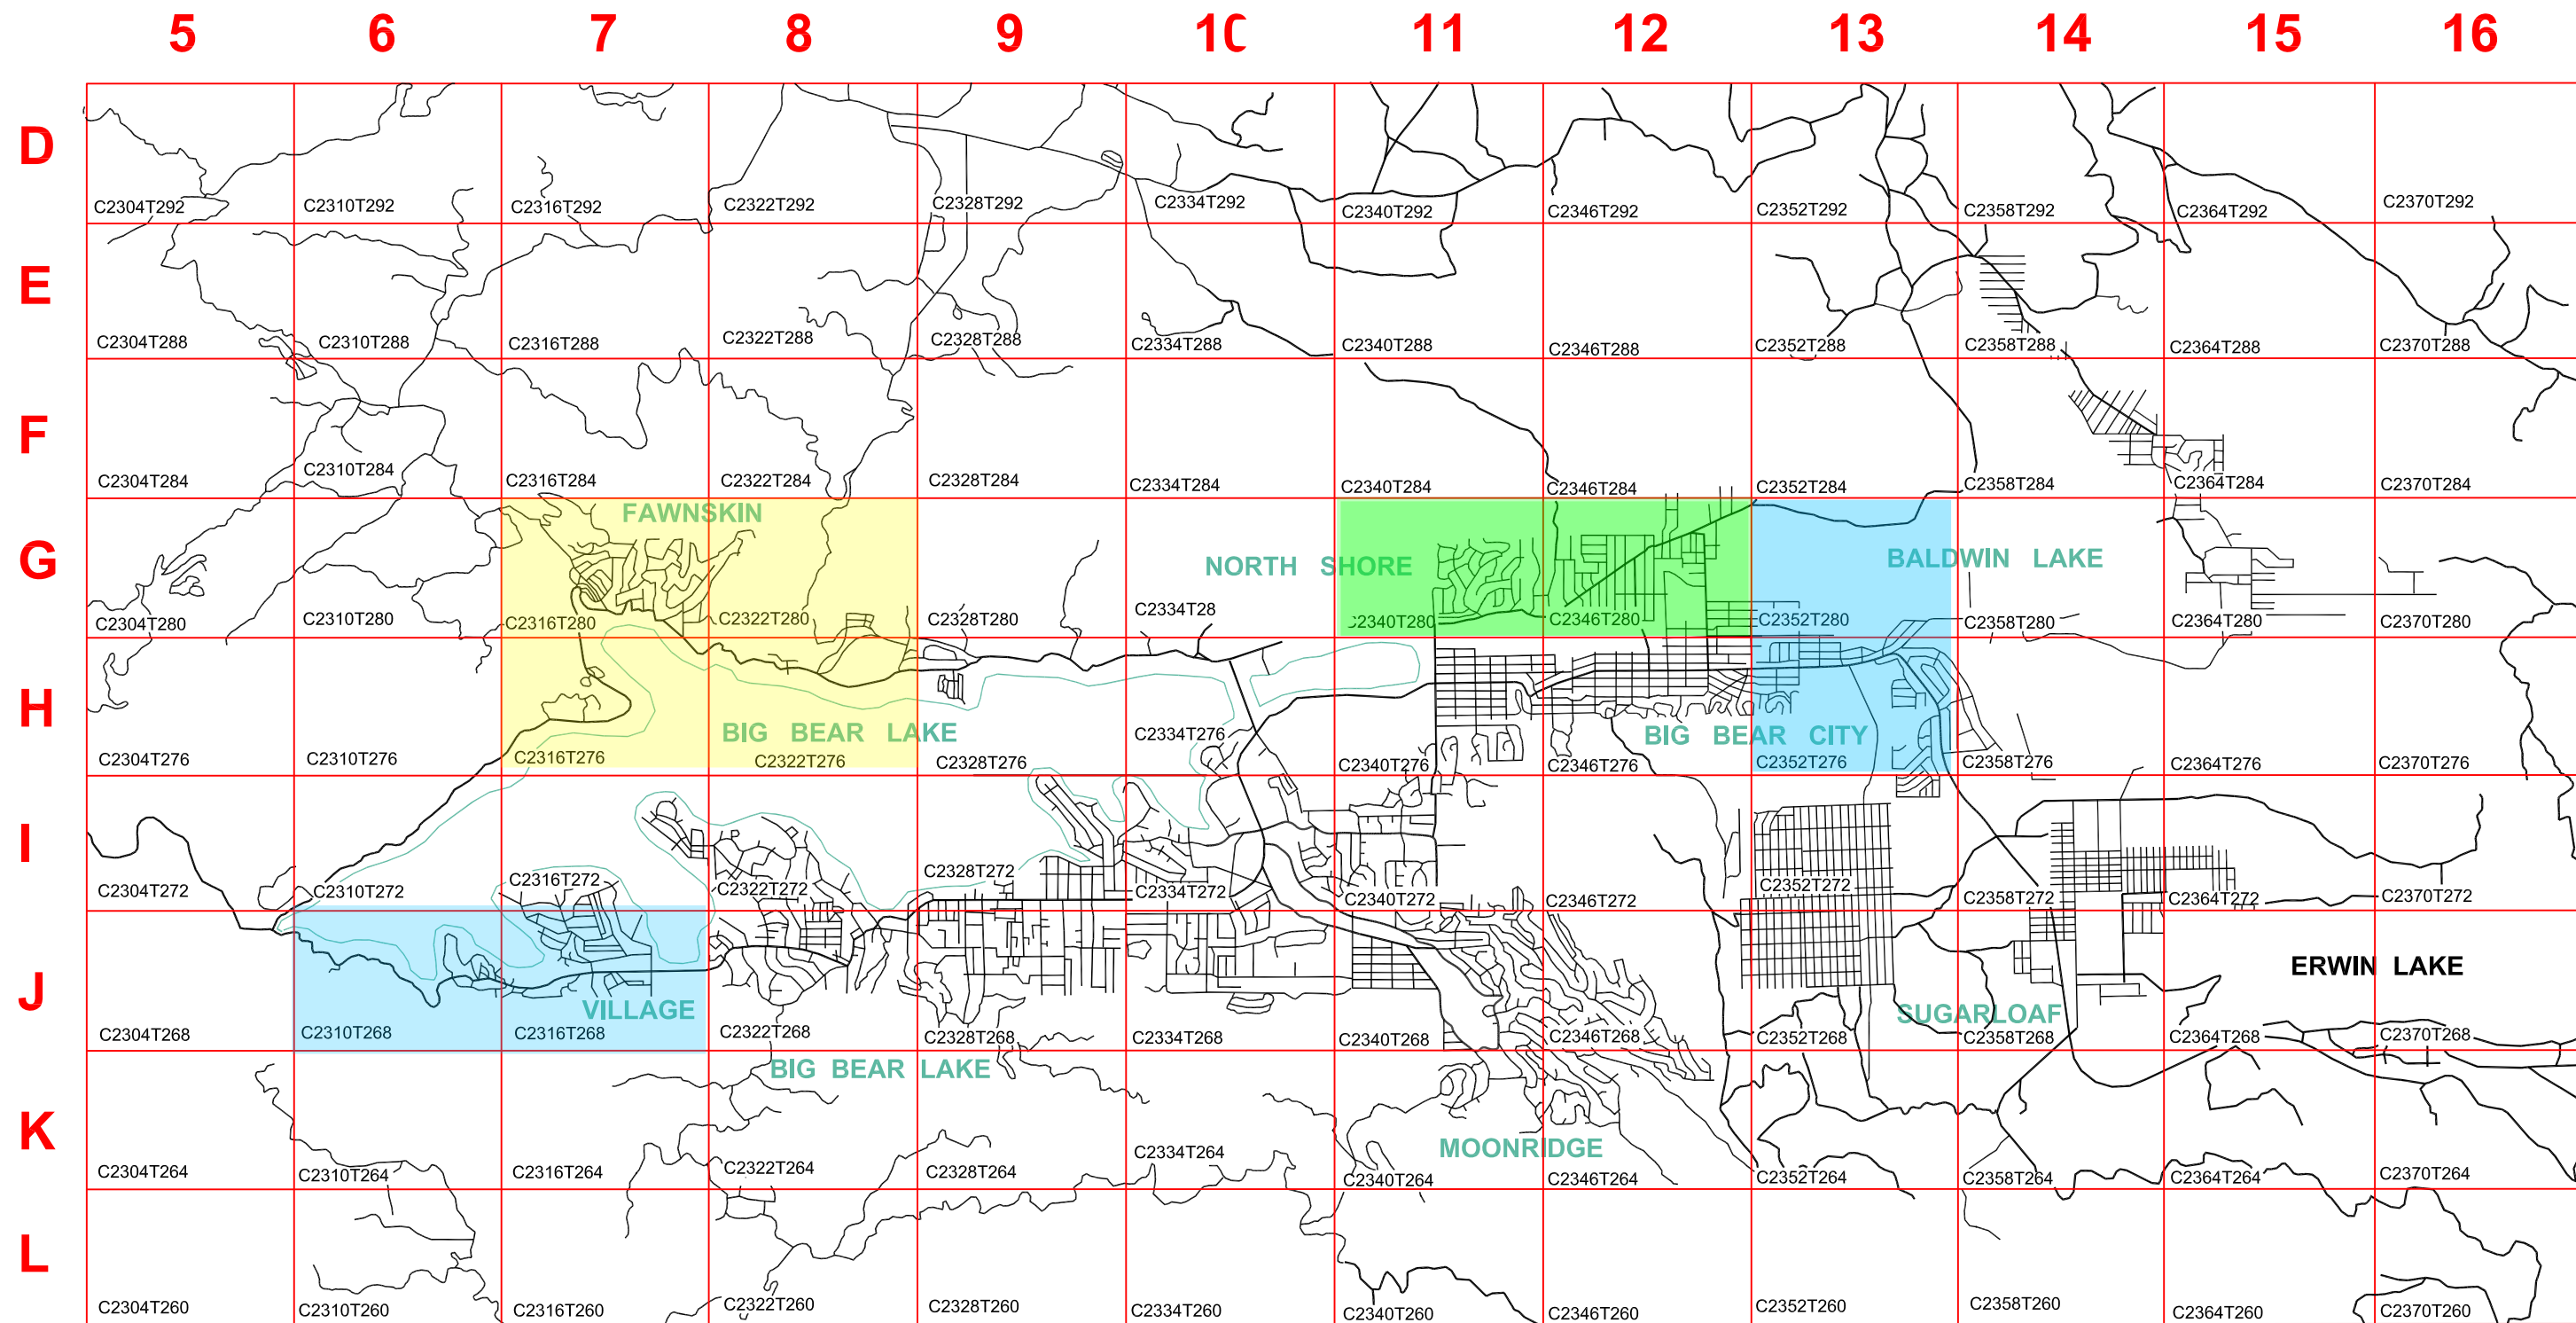 5 6 7 8 9 10 11 12 13 14 15 16
D
C2304T292 C2310T292 C2316T292 C2322T292 C2328T292 C2334T292 C2340T292 C2346T292 C2352T292 C2358T292 C2364T292 C2370T292
E
C2304T288 C2310T288 C2316T288 C2322T288 C2328T288 C2334T288 C2340T288 C2346T288 C2352T288 C2358T288 C2364T288 C2370T288
F
C2304T284 C2310T284 C2316T284 C2322T284 C2328T284 C2334T284 C2340T284 C2346T284 C2352T284 C2358T284 C2364T284 C2370T284
FAWNSKIN
G
NORTH SHORE BALDWIN LAKE
C2304T280 C2310T280 C2316T280 C2322T280 C2328T280 C2334T28 C2340T280 C2346T280 C2352T280 C2358T280 C2364T280 C2370T280
H
BIG BEAR LAKE BIG BEAR CITY
C2304T276 C2310T276 C2316T276 C2322T276 C2328T276 C2334T276 C2340T276 C2346T276 C2352T276 C2358T276 C2364T276 C2370T276
I
C2304T272 C2310T272 C2316T272 C2322T272 C2328T272 C2334T272 C2340T272 C2346T272 C2352T272 C2358T272 C2364T272 C2370T272
J
ERWIN LAKE
VILLAGE SUGARLOAF
C2304T268 C2310T268 C2316T268 C2322T268 C2328T268 C2334T268 C2340T268 C2346T268 C2352T268 C2358T268 C2364T268 C2370T268
BIG BEAR LAKE
K
MOONRIDGE
C2304T264 C2310T264 C2316T264 C2322T264 C2328T264 C2334T264 C2340T264 C2346T264 C2352T264 C2358T264 C2364T264 C2370T264
L
C2304T260 C2310T260 C2316T260 C2322T260 C2328T260 C2334T260 C2340T260 C2346T260 C2352T260 C2358T260 C2364T260 C2370T260